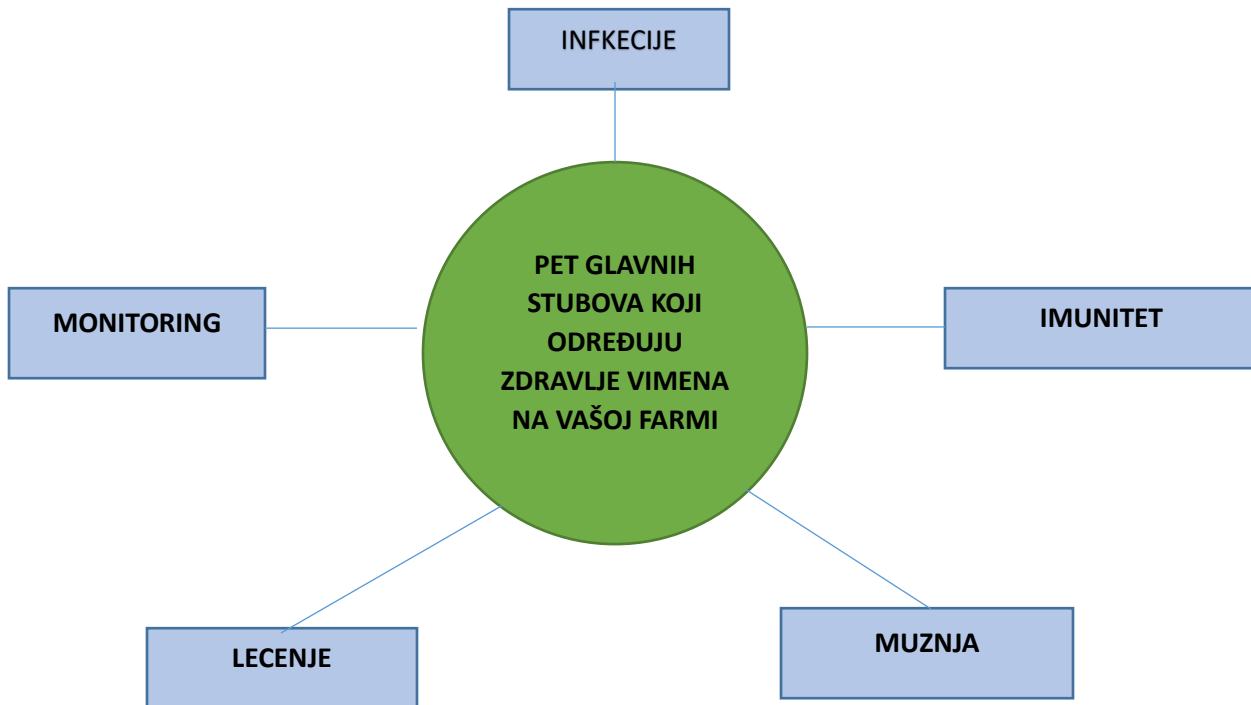 INFKECIJE
PET GLAVNIH
STUBOVA KOJI
ODREĐUJU
ZDRAVLJE VIMENA
NA VAŠOJ FARMI
MONITORING
IMUNITET
LECENJE
MUZNJA